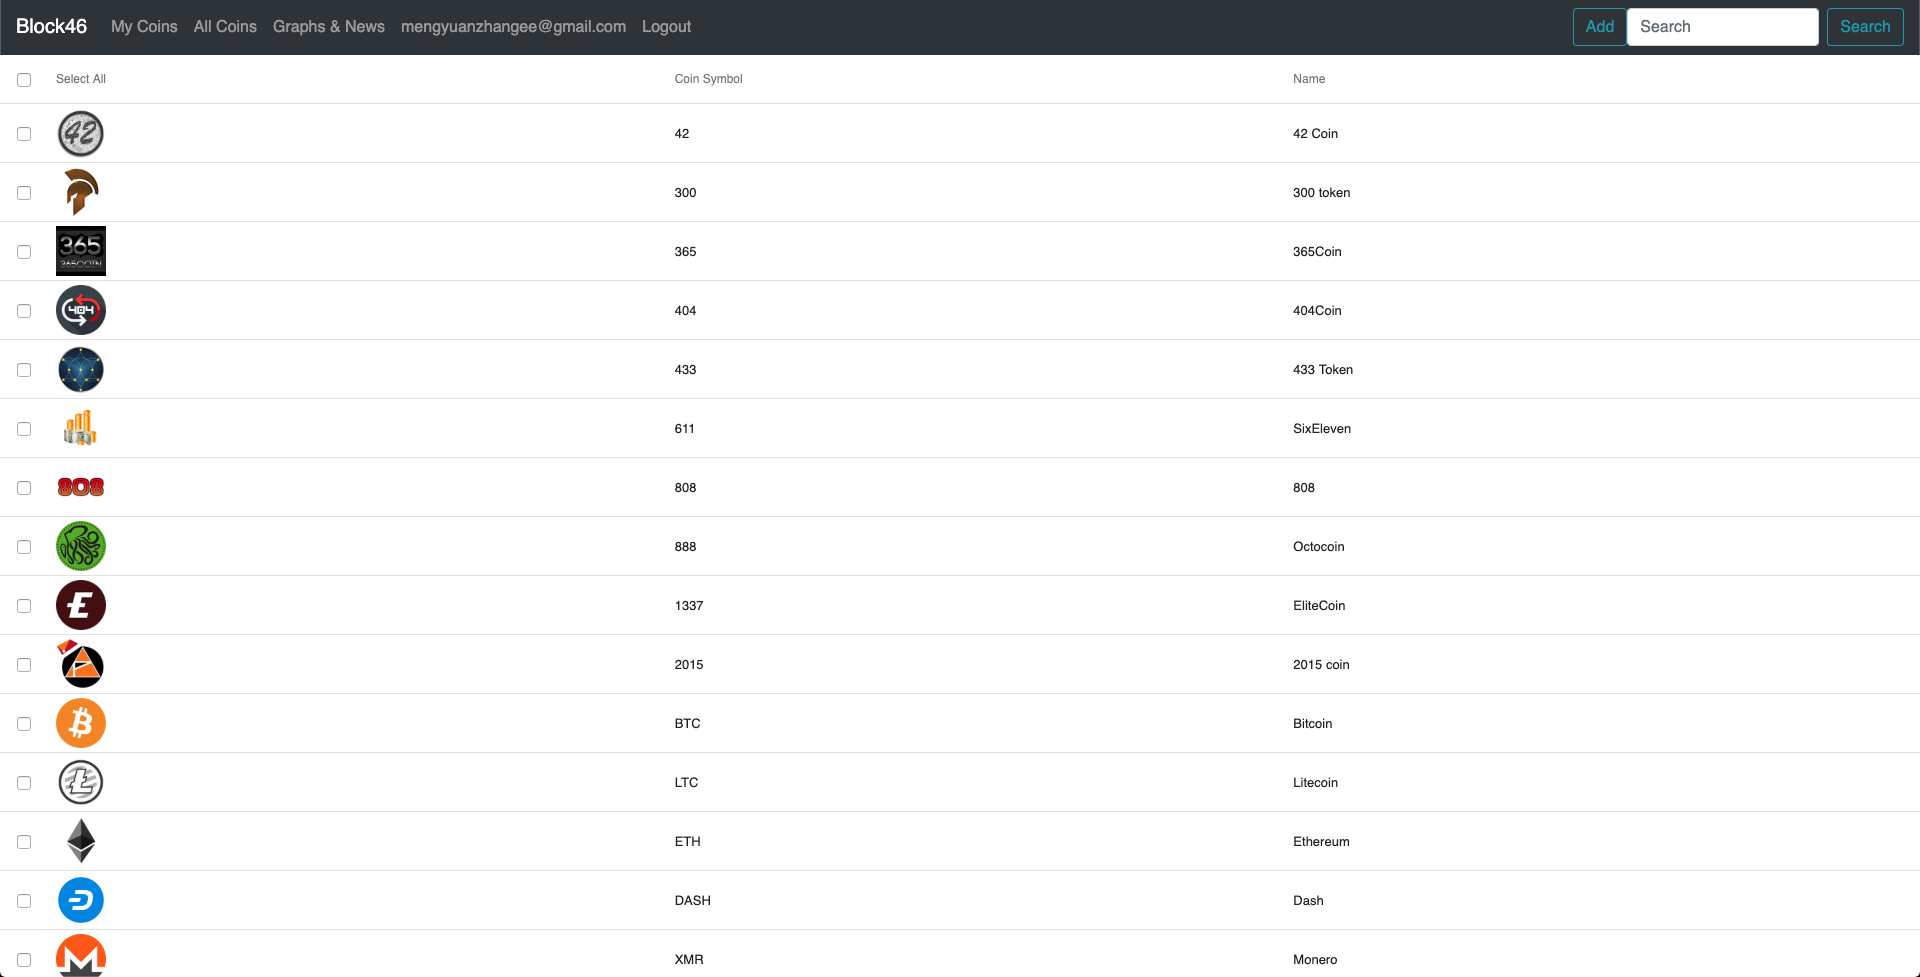 Block46 My Coins All Coins Graphs & News mengyuanzhangee@gmail.com Logout Add Search Search
Select All Coin Symbol Name
42 42 42 Coin
300 300 token
365 365COIN 365 365Coin
404 404 404Coin
433 433 Token
611 SixEleven
808 808 808
888 Octocoin
1337 EliteCoin
2015 2015 coin
BTC Bitcoin
LTC Litecoin
ETH Ethereum
DASH Dash
XMR Monero